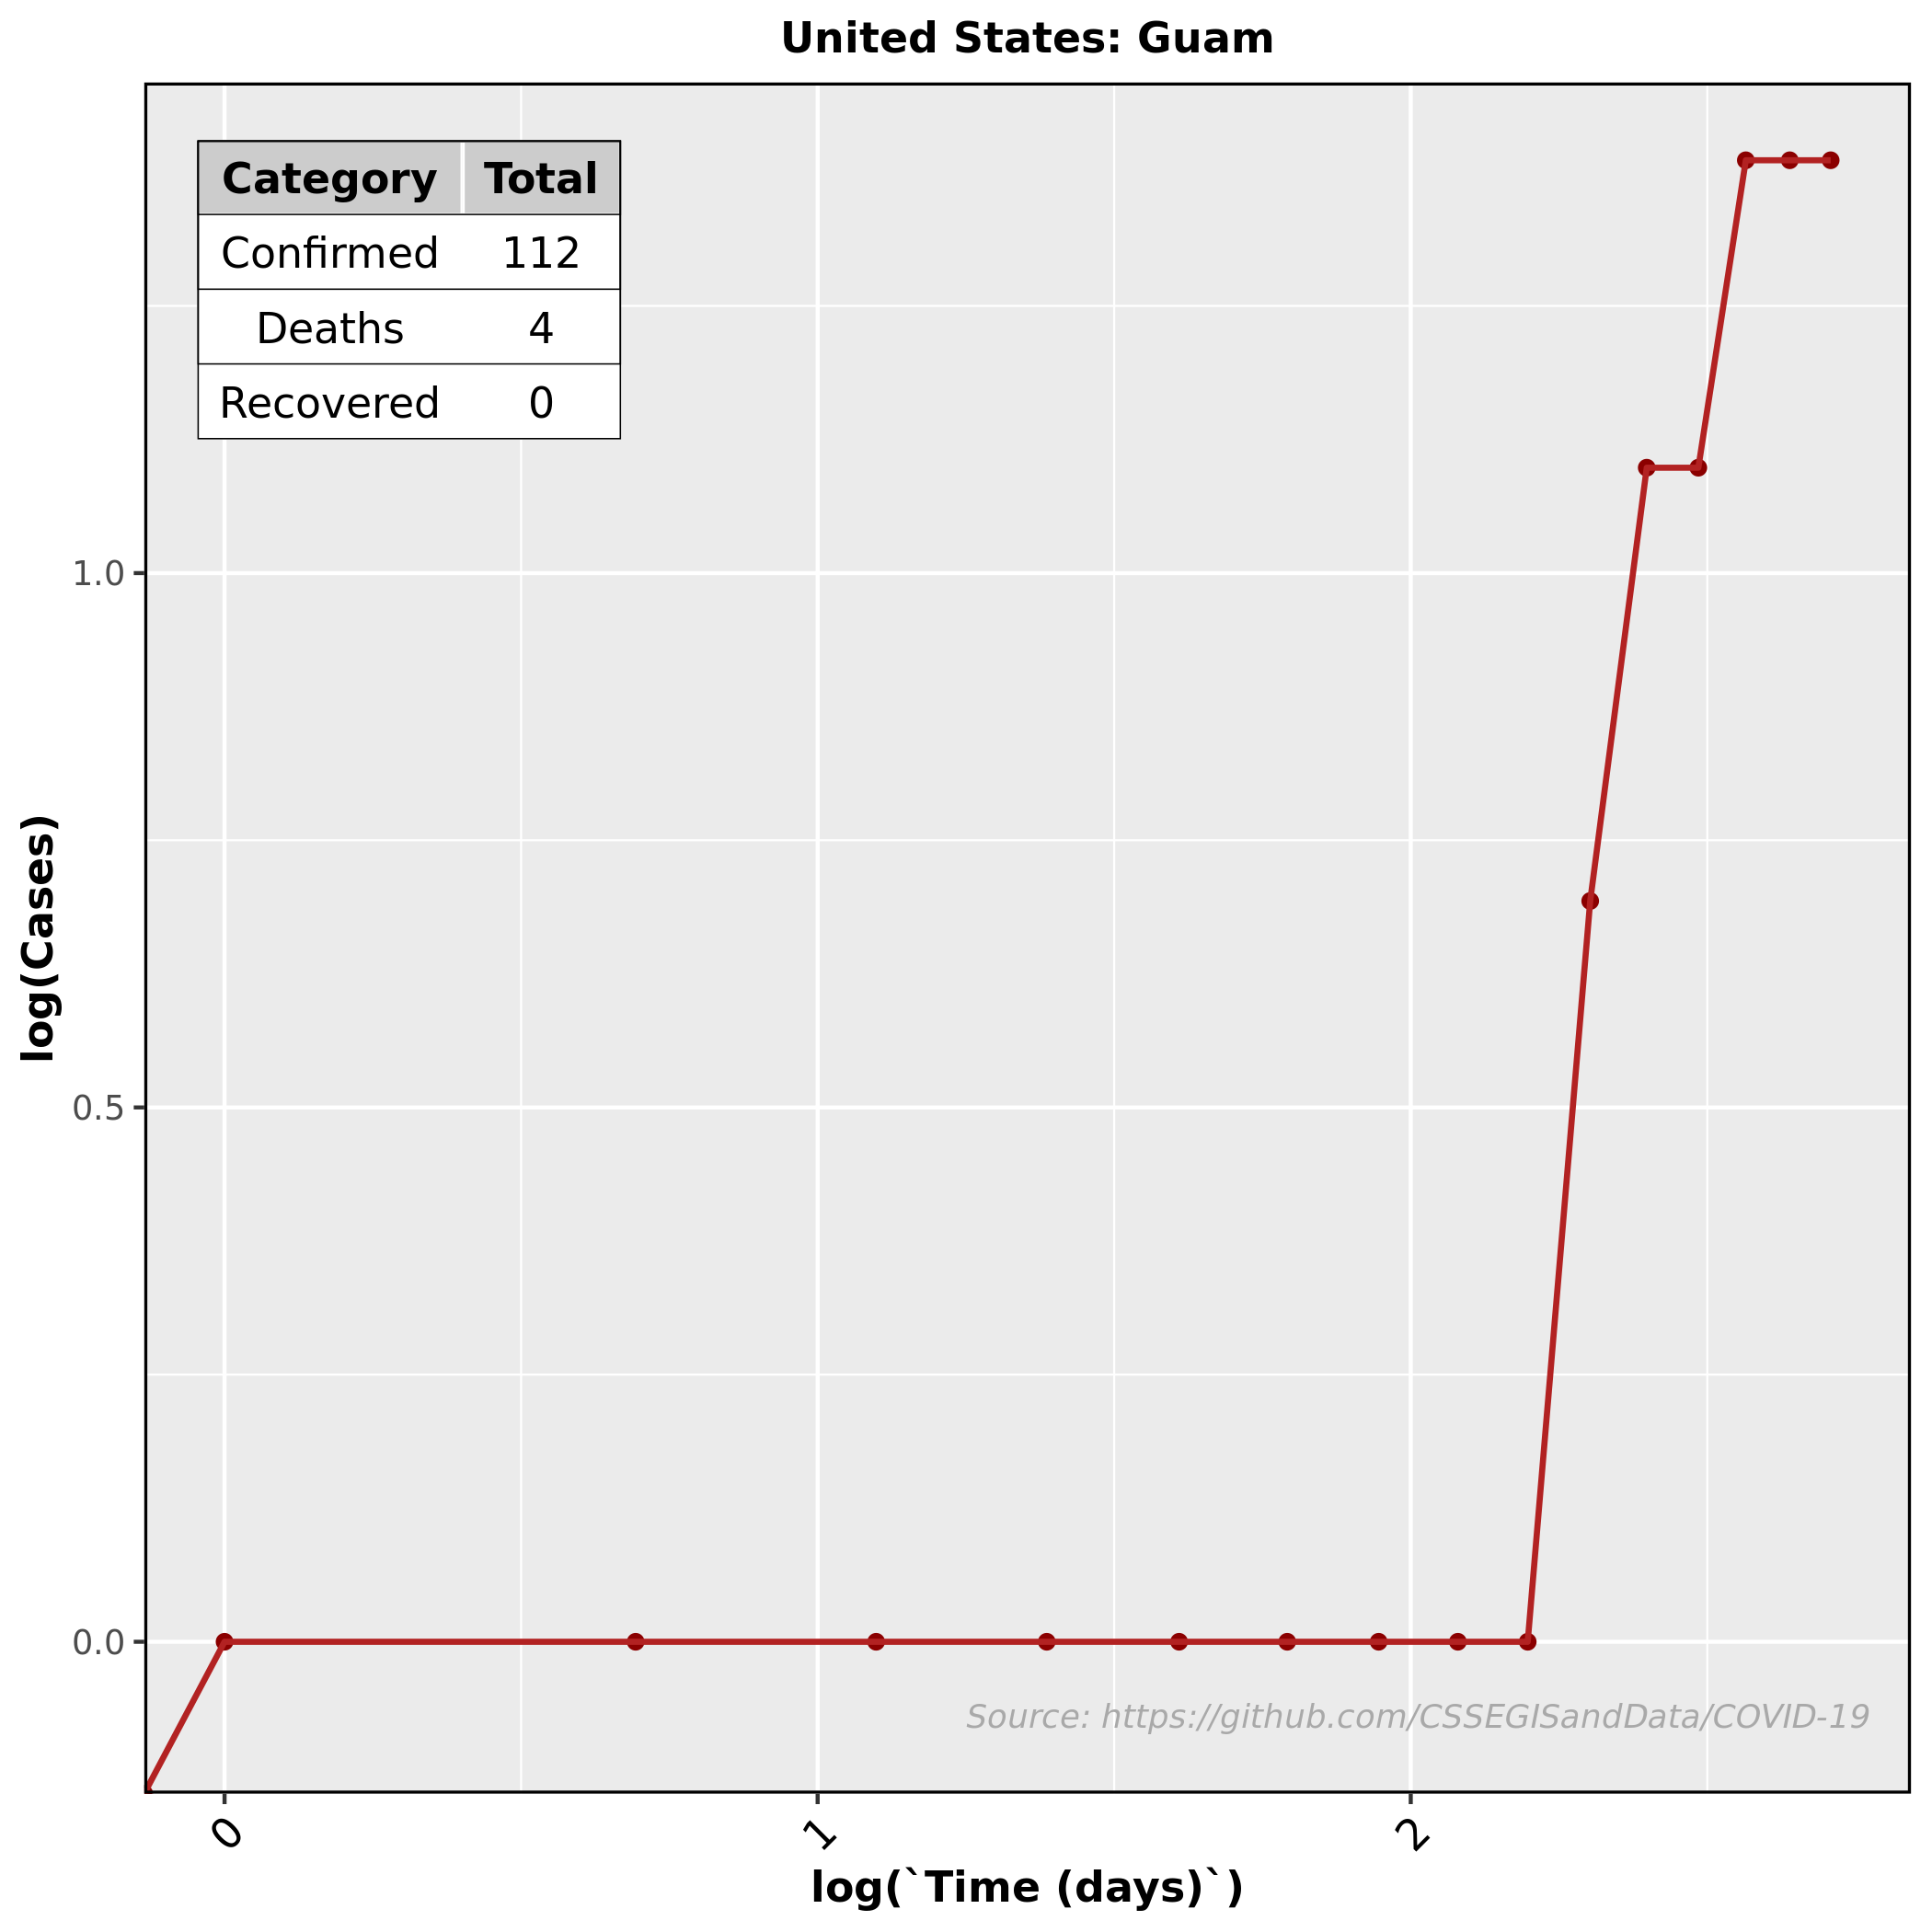 United States: Guam
Category Total
Confirmed 112
Deaths 4
Recovered 0
1.0
0.5
0.0
log(Cases)
Source: https://github.com/CSSEGISandData/COVID-19
0 1 2
log(`Time (days)`)